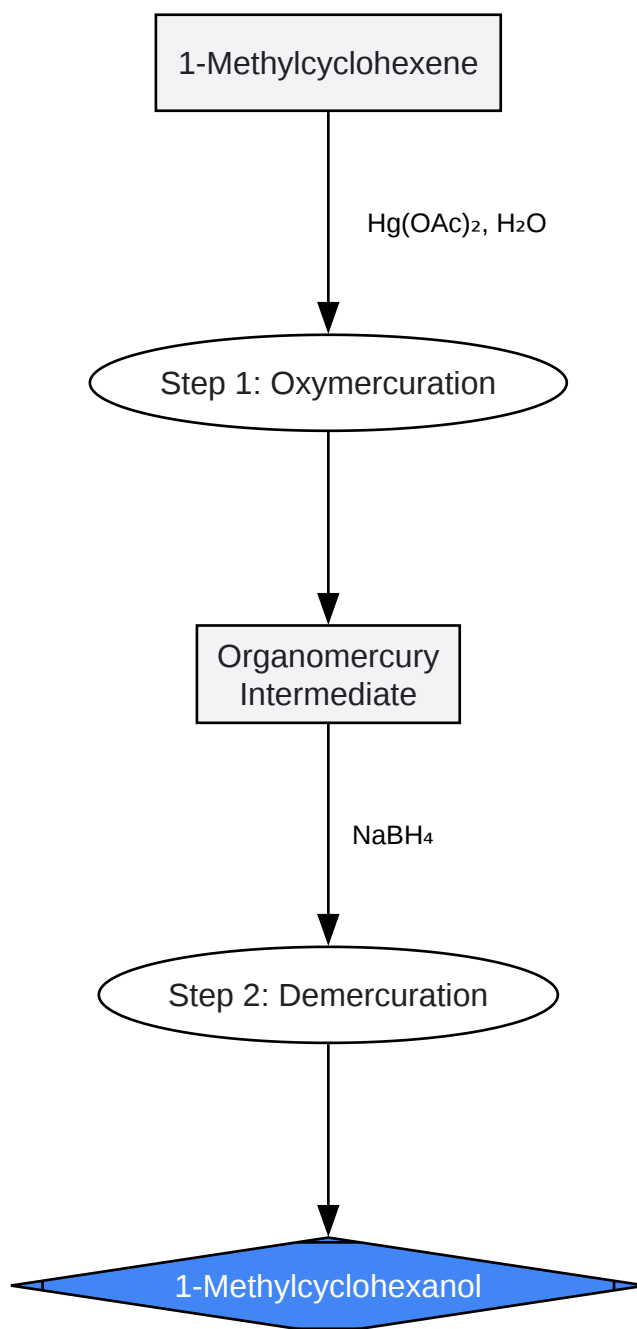 1-Methylcyclohexene
Hg(OAc)₂, H₂O
Step 1: Oxymercuration
Organomercury
Intermediate
NaBH₄
Step 2: Demercuration
1-Methylcyclohexanol